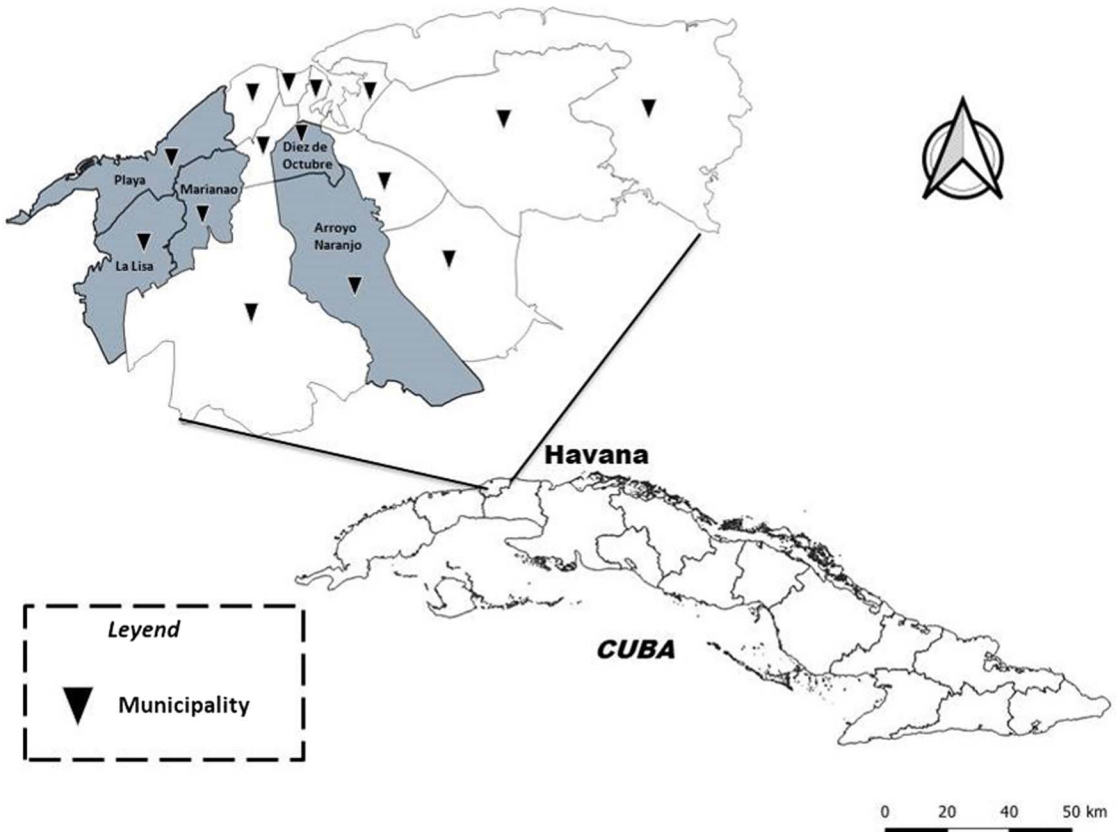 Diez de
Octubre
Playa
Marianao
Arroyo
Naranjo
La Lisa
Havana
CUBA
Leyend
Municipality
0 20 40 50 km